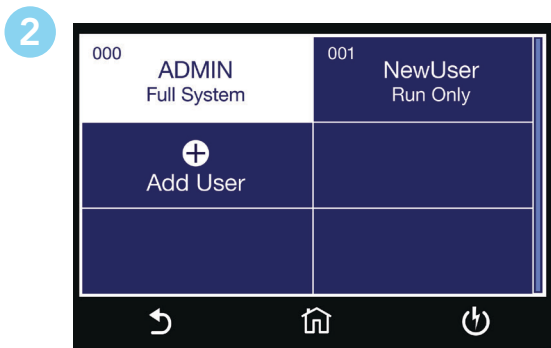 2
000
ADMIN
Full System
001
NewUser
Run Only
Add User